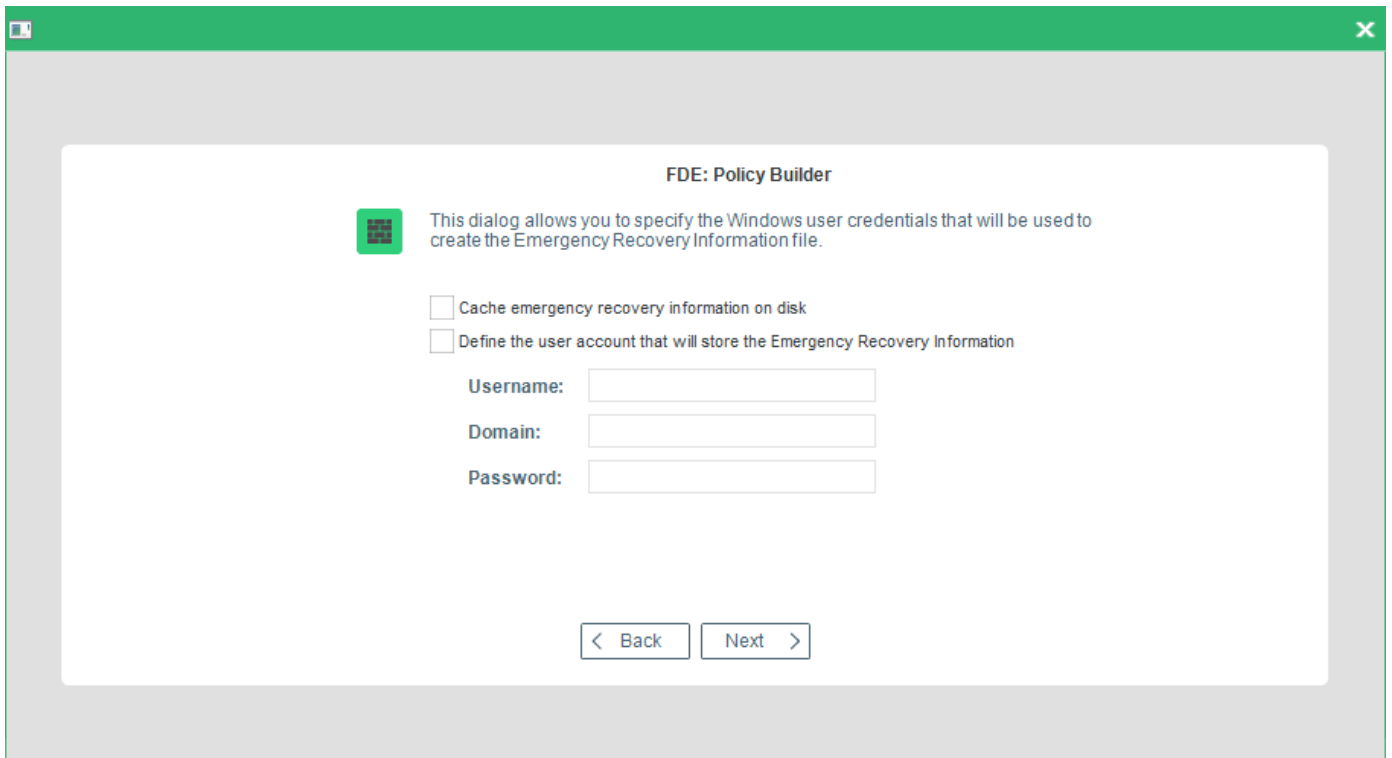 FDE: Policy Builder
This dialog allows you to specify the Windows user credentials that will be used to
create the Emergency Recovery Information file.
Cache emergency recovery information on disk
Define the user account that will store the Emergency Recovery Information
Username:
Domain:
Password:
Back
Next